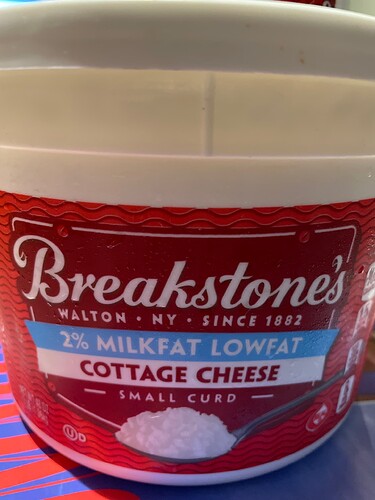 Breakstone's
WALTON • NY • SINCE 1882
2% MILKFAT LOWFAT
COTTAGE CHEESE
SMALL CURD
U D